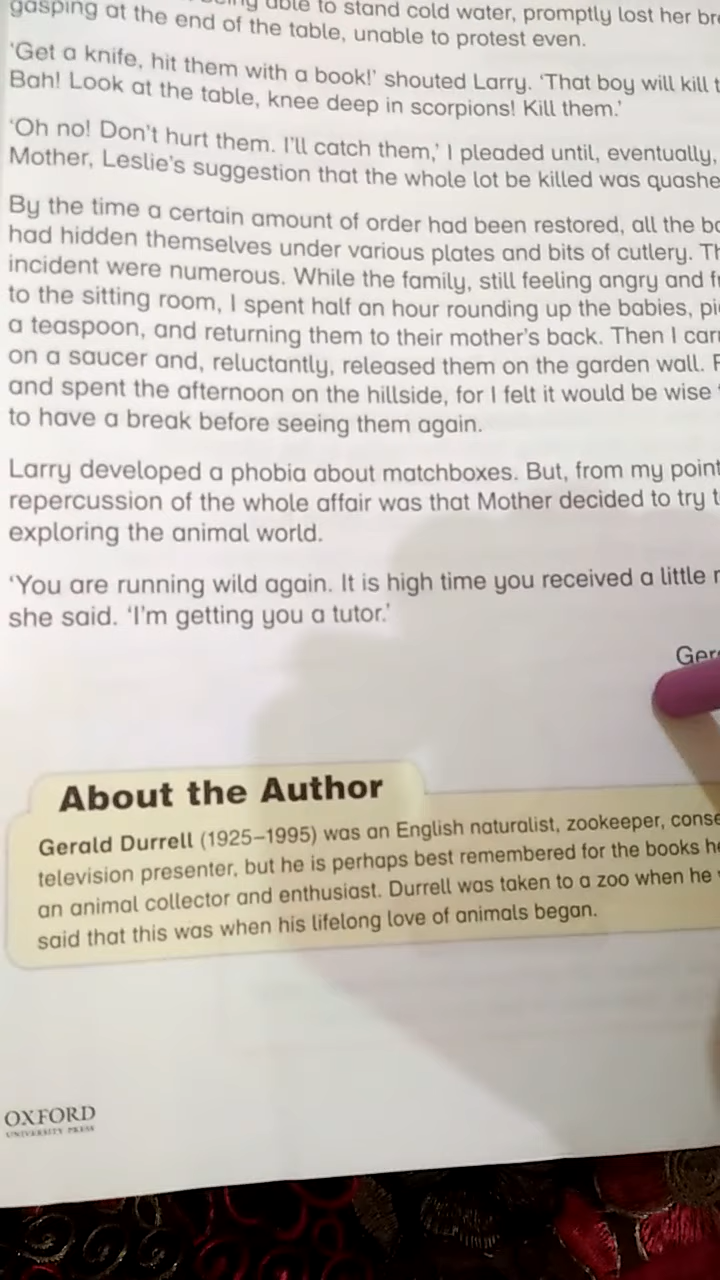 gasping at the end of the table, unable to protest even.
'Get a knife, hit them with a book!' shouted Larry. 'That boy will kill
Bah! Look at the table, knee deep in scorpions! Kill them.'
'Oh no! Don't hurt them. I'll catch them,' I pleaded until, eventually,
Mother, Leslie's suggestion that the whole lot be killed was
By the time a certain amount of order had been restored, all the
had hidden themselves under various plates and bits of cutlery.
incident were numerous. While the family, still feeling angry and
to the sitting room, I spent half an hour rounding up the babies,
a teaspoon, and returning them to their mother's back. Then I
on a saucer and, reluctantly, released them on the garden wall.
and spent the afternoon on the hillside, for I felt it would be wise
to have a break before seeing them again.
Larry developed a phobia about matchboxes. But, from my point
repercussion of the whole affair was that Mother decided to try
exploring the animal world.
'You are running wild again. It is high time you received a little
she said. 'I'm getting you a tutor.'
About the Author
Gerald Durrell (1925–1995) was an English naturalist, zookeeper,
television presenter, but he is perhaps best remembered for the books
an animal collector and enthusiast. Durrell was taken to a zoo when he
said that this was when his lifelong love of animals began.
OXFORD
UNIVERSITY PRESS